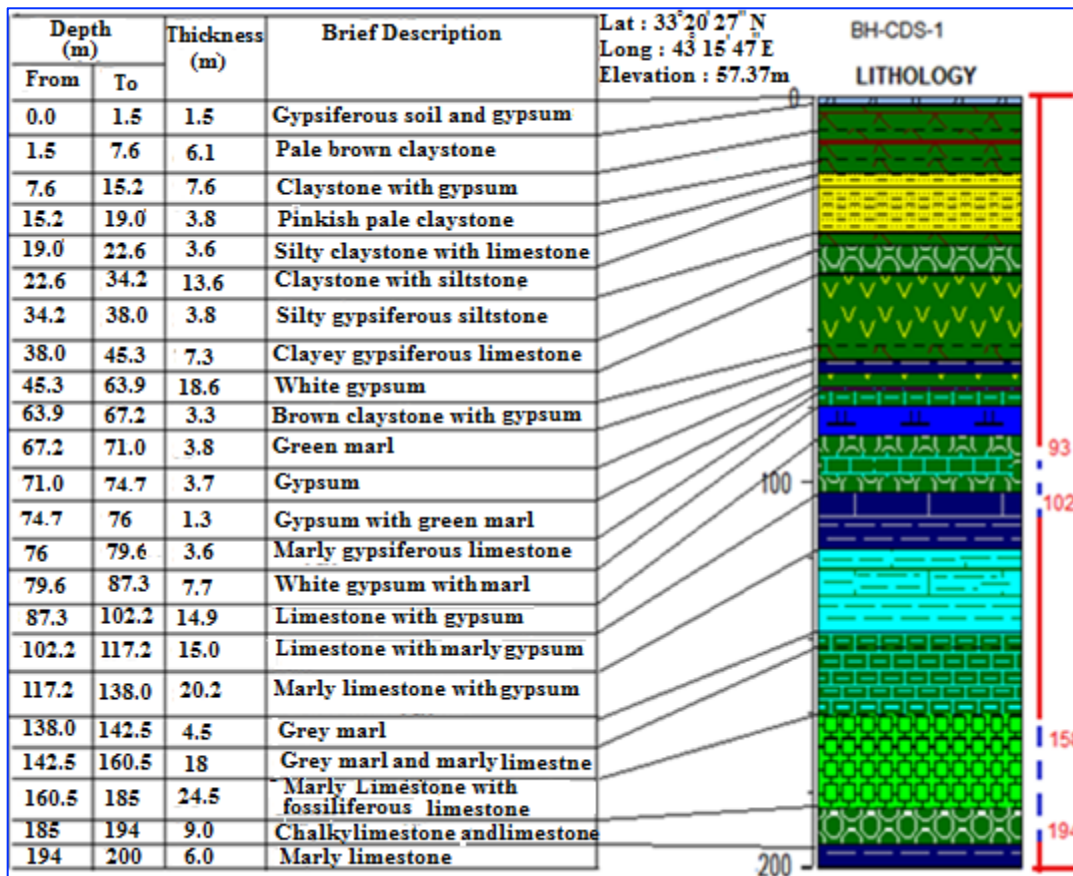 Depth (m) Thickness (m) Brief Description
From To
0.0 1.5 1.5 Gypsiferous soil and gypsum
1.5 7.6 6.1 Pale brown claystone
7.6 15.2 7.6 Claystone with gypsum
15.2 19.0 3.8 Pinkish pale claystone
19.0 22.6 3.6 Silty claystone with limestone
22.6 34.2 13.6 Claystone with siltstone
34.2 38.0 3.8 Silty gypsiferous siltstone
38.0 45.3 7.3 Clayey gypsiferous limestone
45.3 63.9 18.6 White gypsum
63.9 67.2 3.3 Brown claystone with gypsum
67.2 71.0 3.8 Green marl
71.0 74.7 3.7 Gypsum
74.7 76 1.3 Gypsum with green marl
76 79.6 3.6 Marly gypsiferous limestone
79.6 87.3 7.7 White gypsum with marl
87.3 102.2 14.9 Limestone with gypsum
102.2 117.2 15.0 Limestone with marly gypsum
117.2 138.0 20.2 Marly limestone with gypsum
138.0 142.5 4.5 Grey marl
142.5 160.5 18 Grey marl and marly limestne
160.5 185 24.5 Marly Limestone with
fossiliferous limestone
185 194 9.0 Chalky limestone and limestone
194 200 6.0 Marly limestone
Lat : 33°20'27" N
Long : 43°15'47" E
Elevation : 57.37m
BH-CDS-1
LITHOLOGY
0
100
200
93
102
158
194